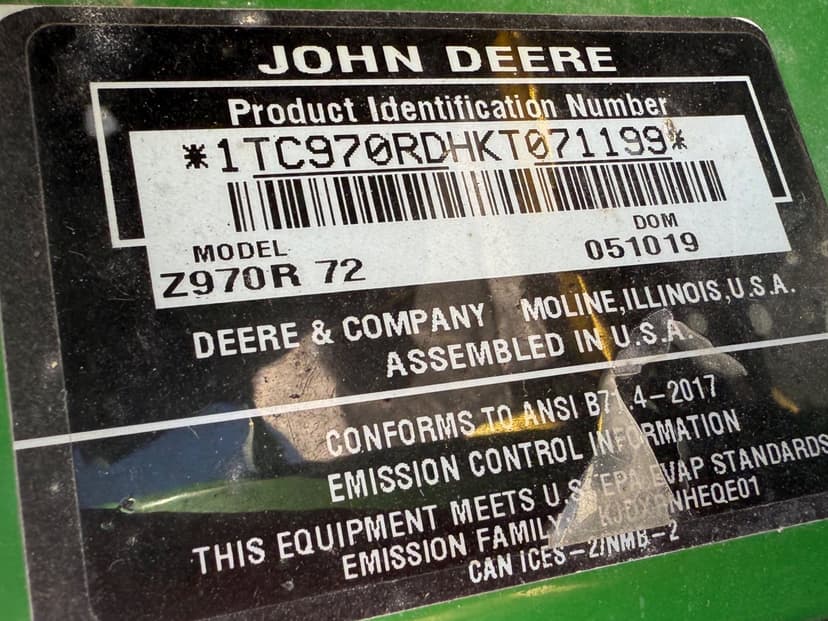 JOHN DEERE
Product Identification Number
*1TC970RDHKT071199*
MODEL DOM
Z970R 72 051019
DEERE & COMPANY MOLINE, ILLINOIS, U.S.A.
ASSEMBLED IN U.S.A.
CONFORMS TO ANSI B71.4-2017
EMISSION CONTROL INFORMATION
THIS EQUIPMENT MEETS U.S. EPA EVAP STANDARDS
EMISSION FAMILY
CAN ICES-2/NMB-2